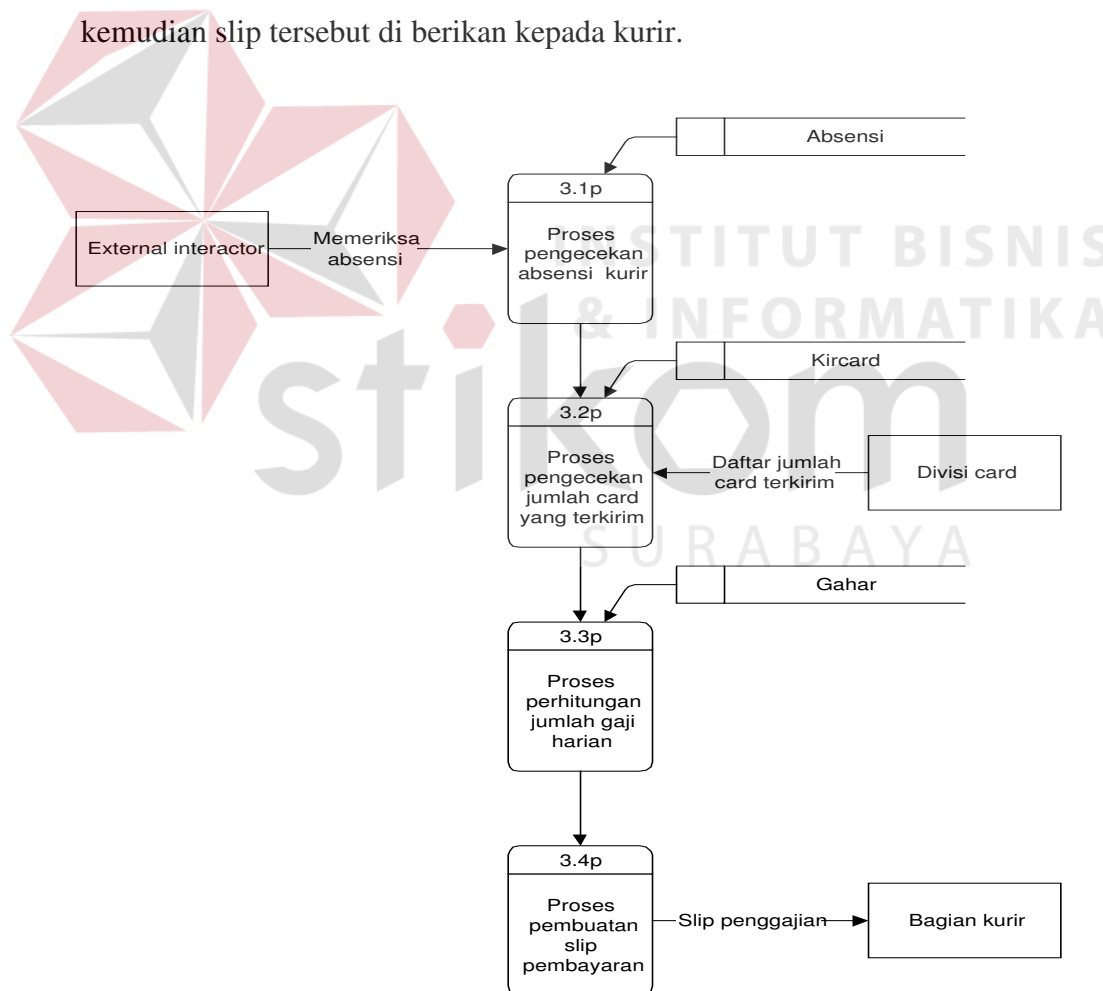 kemudian slip tersebut di berikan kepada kurir.
Absensi
3.1p
Proses
pengecekan
absensi kurir
External interactor
Memeriksa
absensi
INSTITUT BISNIS
& INFORMATIKA
stikom
SURABAYA
Kircard
3.2p
Proses
pengecekan
jumlah card
yang terkirim
Daftar jumlah
card terkirim
Divisi card
Gahar
3.3p
Proses
perhitungan
jumlah gaji
harian
3.4p
Proses
pembuatan
slip
pembayaran
Slip penggajian
Bagian kurir